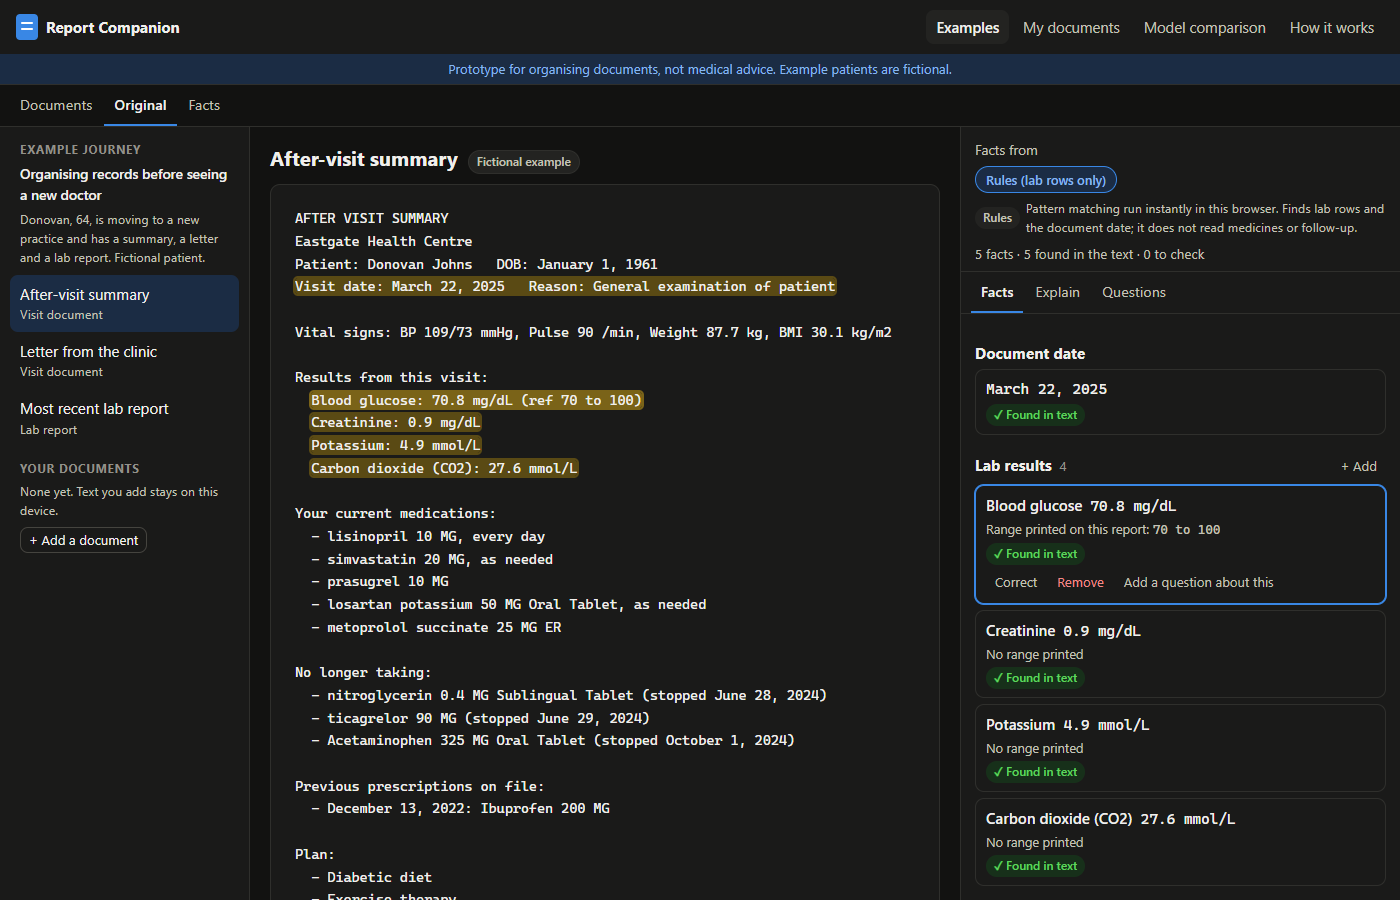 Report Companion
Examples
My documents
Model comparison
How it works
Prototype for organising documents, not medical advice. Example patients are fictional.
Documents
Original
Facts
EXAMPLE JOURNEY
Organising records before seeing
a new doctor
Donovan, 64, is moving to a new
practice and has a summary, a letter
and a lab report. Fictional patient.
After-visit summary
Visit document
Letter from the clinic
Visit document
Most recent lab report
Lab report
YOUR DOCUMENTS
None yet. Text you add stays on this
device.
+ Add a document
After-visit summary
Fictional example
AFTER VISIT SUMMARY
Eastgate Health Centre
Patient: Donovan Johns   DOB: January 1, 1961
Visit date: March 22, 2025   Reason: General examination of patient
Vital signs: BP 109/73 mmHg, Pulse 90 /min, Weight 87.7 kg, BMI 30.1 kg/m2
Results from this visit:
Blood glucose: 70.8 mg/dL (ref 70 to 100)
Creatinine: 0.9 mg/dL
Potassium: 4.9 mmol/L
Carbon dioxide (CO2): 27.6 mmol/L
Your current medications:
– lisinopril 10 MG, every day
– simvastatin 20 MG, as needed
– prasugrel 10 MG
– losartan potassium 50 MG Oral Tablet, as needed
– metoprolol succinate 25 MG ER
No longer taking:
– nitroglycerin 0.4 MG Sublingual Tablet (stopped June 28, 2024)
– ticagrelor 90 MG (stopped June 29, 2024)
– Acetaminophen 325 MG Oral Tablet (stopped October 1, 2024)
Previous prescriptions on file:
– December 13, 2022: Ibuprofen 200 MG
Plan:
– Diabetic diet
– Exercise therapy
Facts from
Rules (lab rows only)
Rules
Pattern matching run instantly in this browser. Finds lab rows and
the document date; it does not read medicines or follow-up.
5 facts · 5 found in the text · 0 to check
Facts
Explain
Questions
Document date
March 22, 2025
✓ Found in text
Lab results 4
+ Add
Blood glucose 70.8 mg/dL
Range printed on this report: 70 to 100
✓ Found in text
Correct
Remove
Add a question about this
Creatinine 0.9 mg/dL
No range printed
✓ Found in text
Potassium 4.9 mmol/L
No range printed
✓ Found in text
Carbon dioxide (CO2) 27.6 mmol/L
No range printed
✓ Found in text